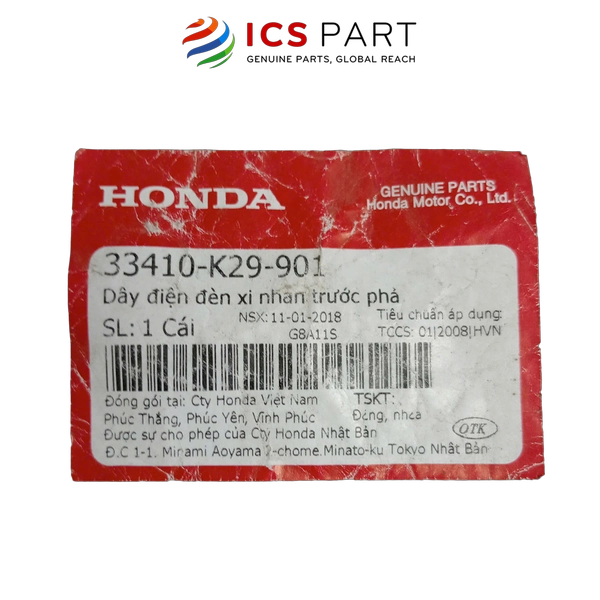 ICS PART
GENUINE PARTS, GLOBAL REACH
HONDA
GENUINE PARTS
Honda Motor Co., Ltd.
33410-K29-901
Dây điện đèn xi nhan trước phả
NSX: 11-01-2018
Tiêu chuẩn áp dụng:
SL: 1 Cái
G8A11S
TCCS: 01|2008|HVN
Đóng gói tại: Cty Honda Việt Nam
TSKT:
Phúc Thắng, Phúc Yên, Vĩnh Phúc
Đồng, nhựa
Được sự cho phép của Cty Honda Nhật Bản
OTK
Đ.C 1-1. Minami Aoyama 2-chome.Minato-ku Tokyo Nhật Bản